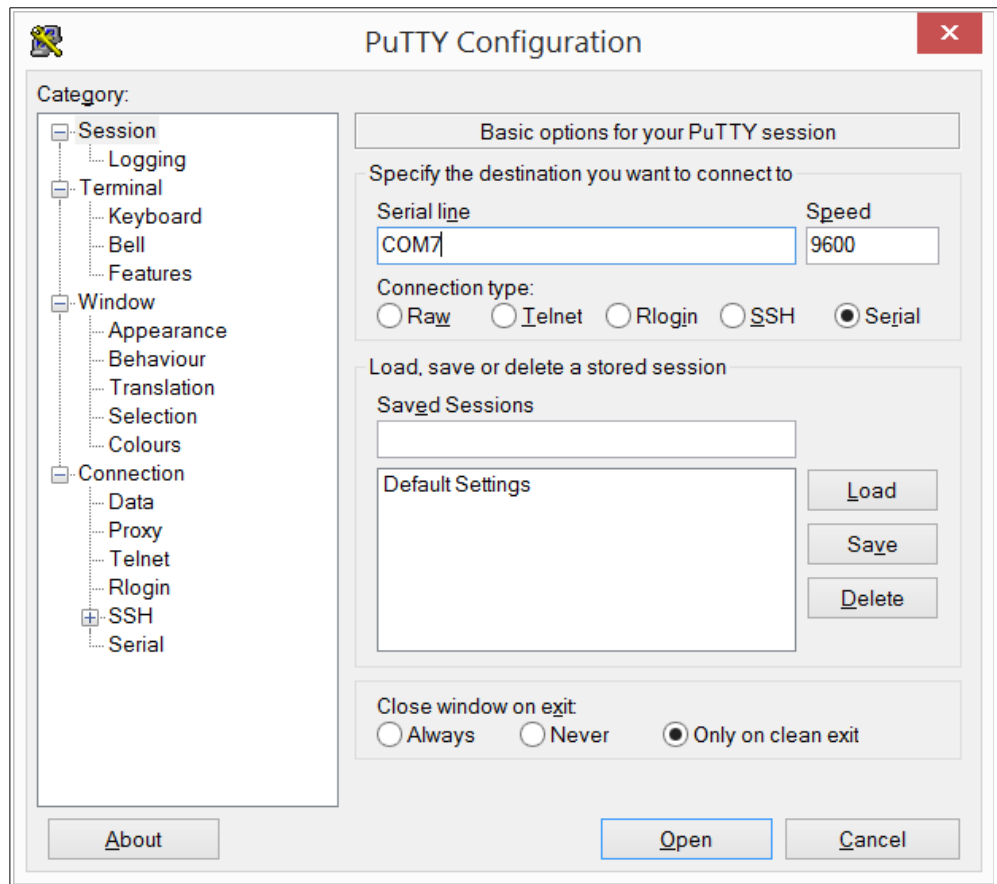 PuTTY Configuration
x
Category:
Session
Logging
Terminal
Keyboard
Bell
Features
Window
Appearance
Behaviour
Translation
Selection
Colours
Connection
Data
Proxy
Telnet
Rlogin
SSH
Serial
Basic options for your PuTTY session
Specify the destination you want to connect to
Serial line Speed
COM7 9600
Connection type:
Raw Telnet Rlogin SSH Serial
Load, save or delete a stored session
Saved Sessions
Default Settings
Load
Save
Delete
Close window on exit:
Always Never Only on clean exit
About Open Cancel